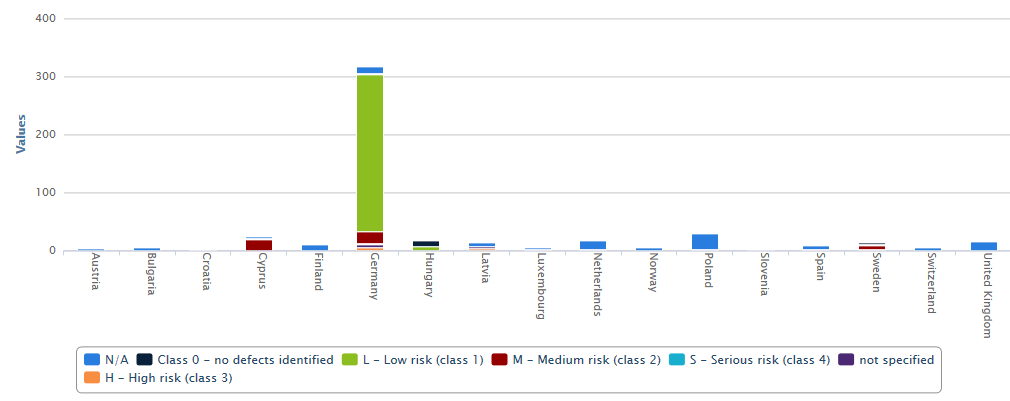 400
300
200
100
0
Values
Austria
Bulgaria
Croatia
Cyprus
Finland
Germany
Hungary
Latvia
Luxembourg
Netherlands
Norway
Poland
Slovenia
Spain
Sweden
Switzerland
United Kingdom
N/A Class 0 – no defects identified L – Low risk (class 1) M – Medium risk (class 2) S – Serious risk (class 4) not specified
H – High risk (class 3)